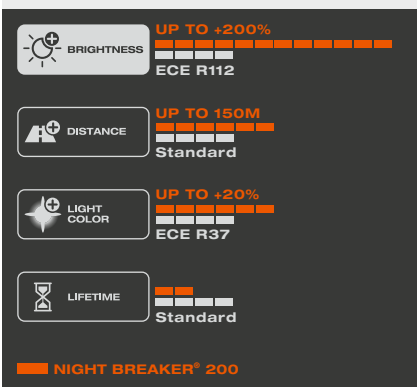 UP TO +200%
BRIGHTNESS
ECE R112
UP TO 150M
DISTANCE
Standard
UP TO +20%
LIGHT
COLOR
ECE R37
LIFETIME
Standard
NIGHT BREAKER® 200